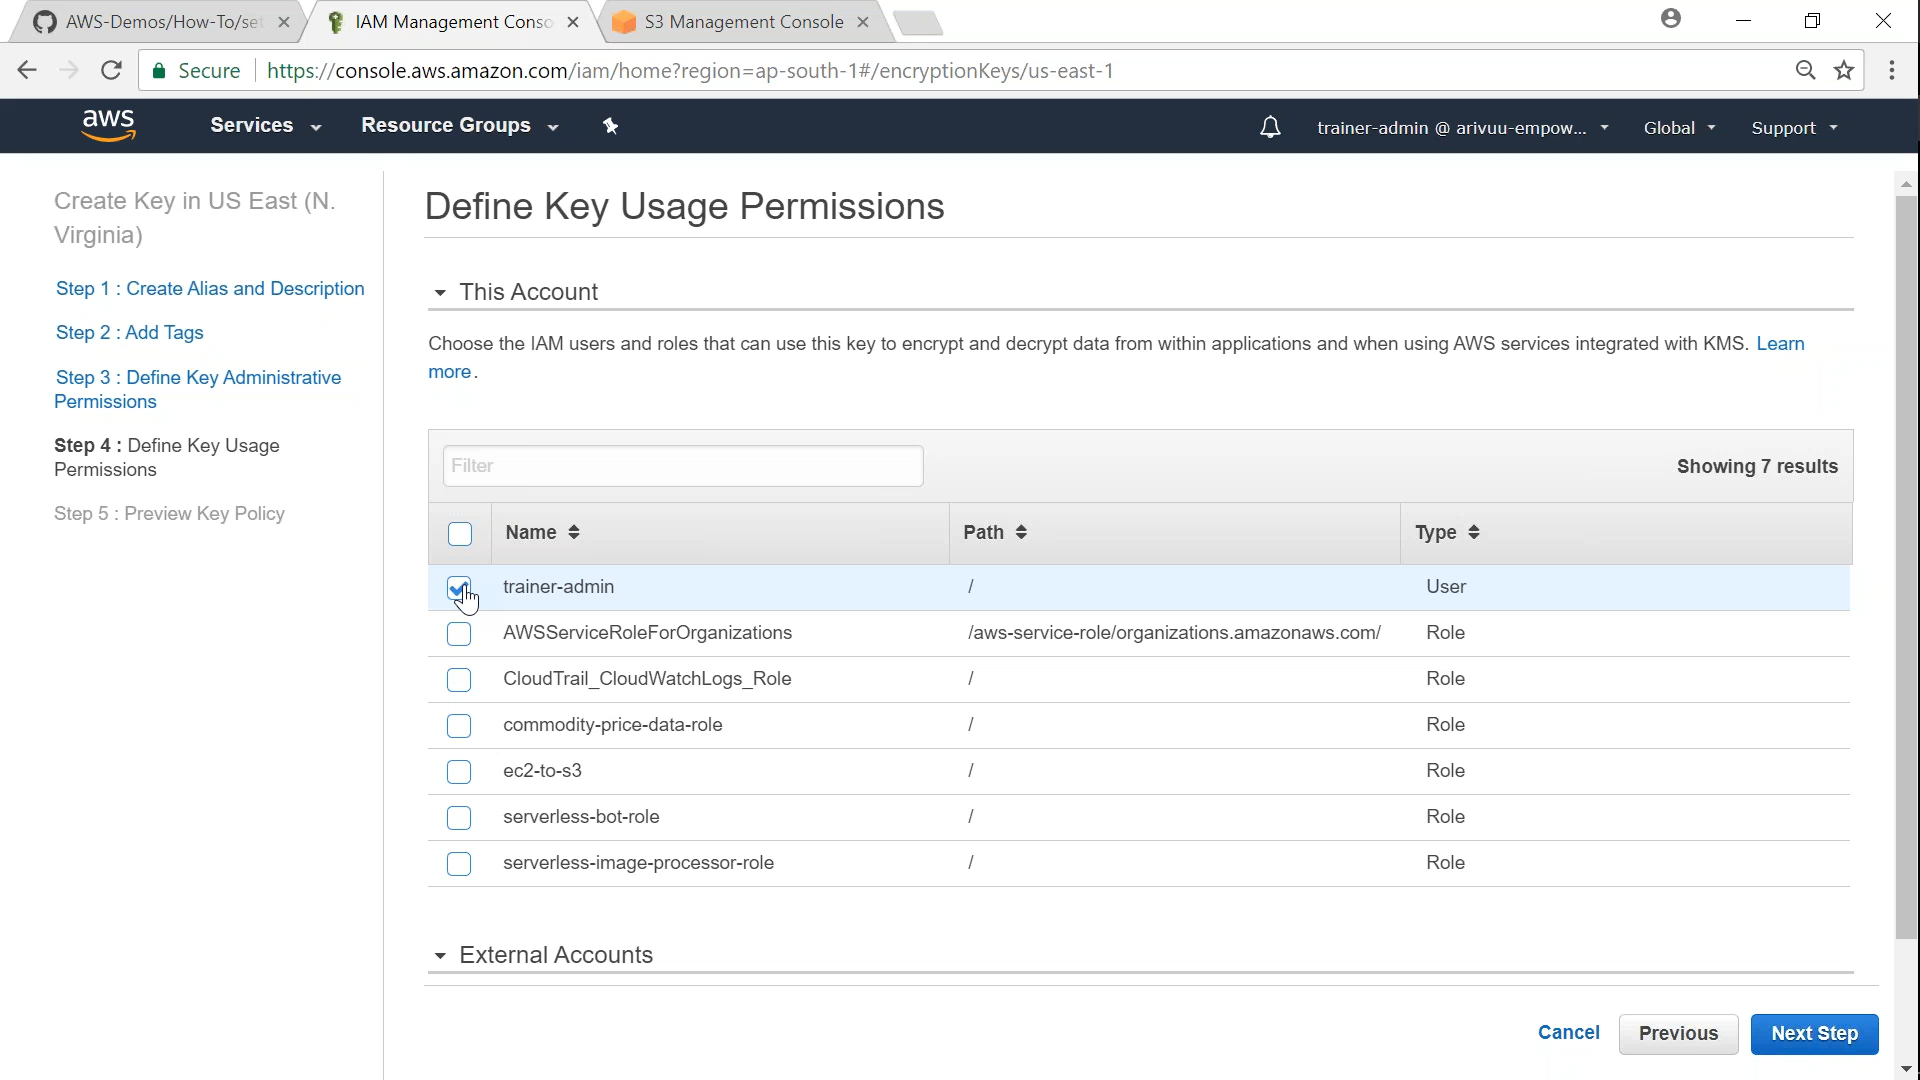 AWS-Demos/How-To/se
IAM Management Conso
S3 Management Console
Secure
https://console.aws.amazon.com/iam/home?region=ap-south-1#/encryptionKeys/us-east-1
aws
Services
Resource Groups
trainer-admin @ arivuu-empow...
Global
Support
Create Key in US East (N.
Virginia)
Step 1 : Create Alias and Description
Step 2 : Add Tags
Step 3 : Define Key Administrative
Permissions
Step 4 : Define Key Usage
Permissions
Step 5 : Preview Key Policy
Define Key Usage Permissions
This Account
Choose the IAM users and roles that can use this key to encrypt and decrypt data from within applications and when using AWS services integrated with KMS. Learn
more.
Filter
Showing 7 results
Name Path Type
trainer-admin / User
AWSServiceRoleForOrganizations /aws-service-role/organizations.amazonaws.com/ Role
CloudTrail_CloudWatchLogs_Role / Role
commodity-price-data-role / Role
ec2-to-s3 / Role
serverless-bot-role / Role
serverless-image-processor-role / Role
External Accounts
Cancel
Previous
Next Step